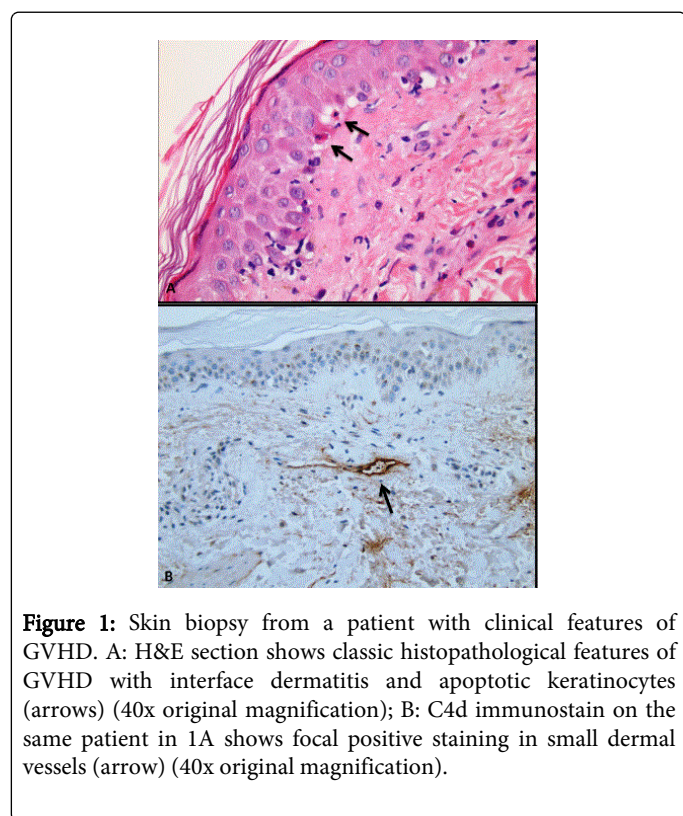 A
B
Figure 1: Skin biopsy from a patient with clinical features of
GVHD. A: H&E section shows classic histopathological features of
GVHD with interface dermatitis and apoptotic keratinocytes
(arrows) (40x original magnification); B: C4d immunostain on the
same patient in 1A shows focal positive staining in small dermal
vessels (arrow) (40x original magnification).